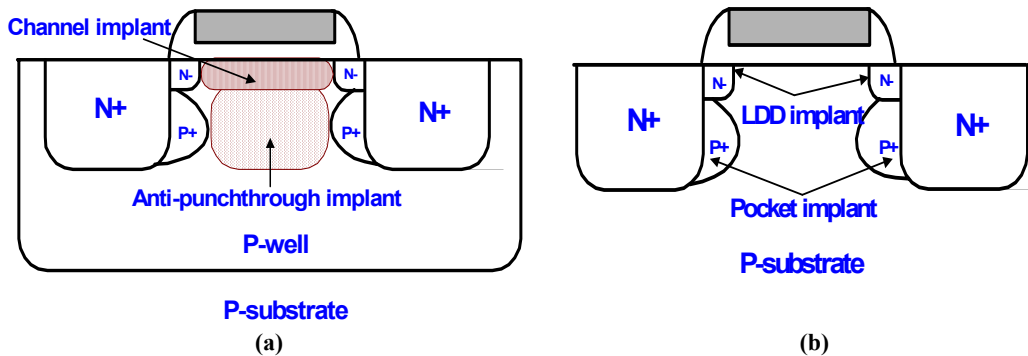 Channel implant
N-
N-
N+
P+
P+
N+
Anti-punchthrough implant
P-well
P-substrate
(a)
(b)
N-
N-
LDD implant
N+
N+
P+
P+
Pocket implant
P-substrate